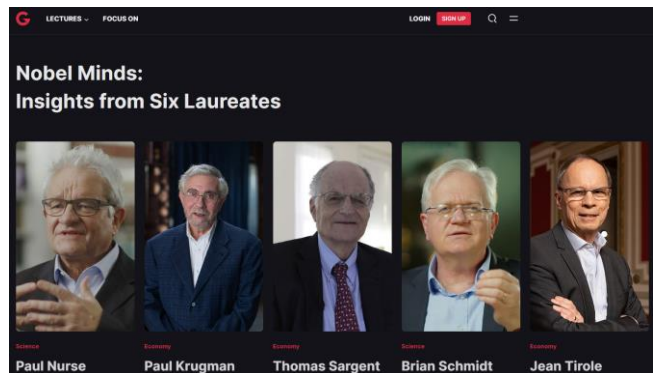 G LECTURES FOCUS ON LOGIN SIGN UP
Nobel Minds:
Insights from Six Laureates
Science Economy Economy Science Economy
Paul Nurse Paul Krugman Thomas Sargent Brian Schmidt Jean Tirole